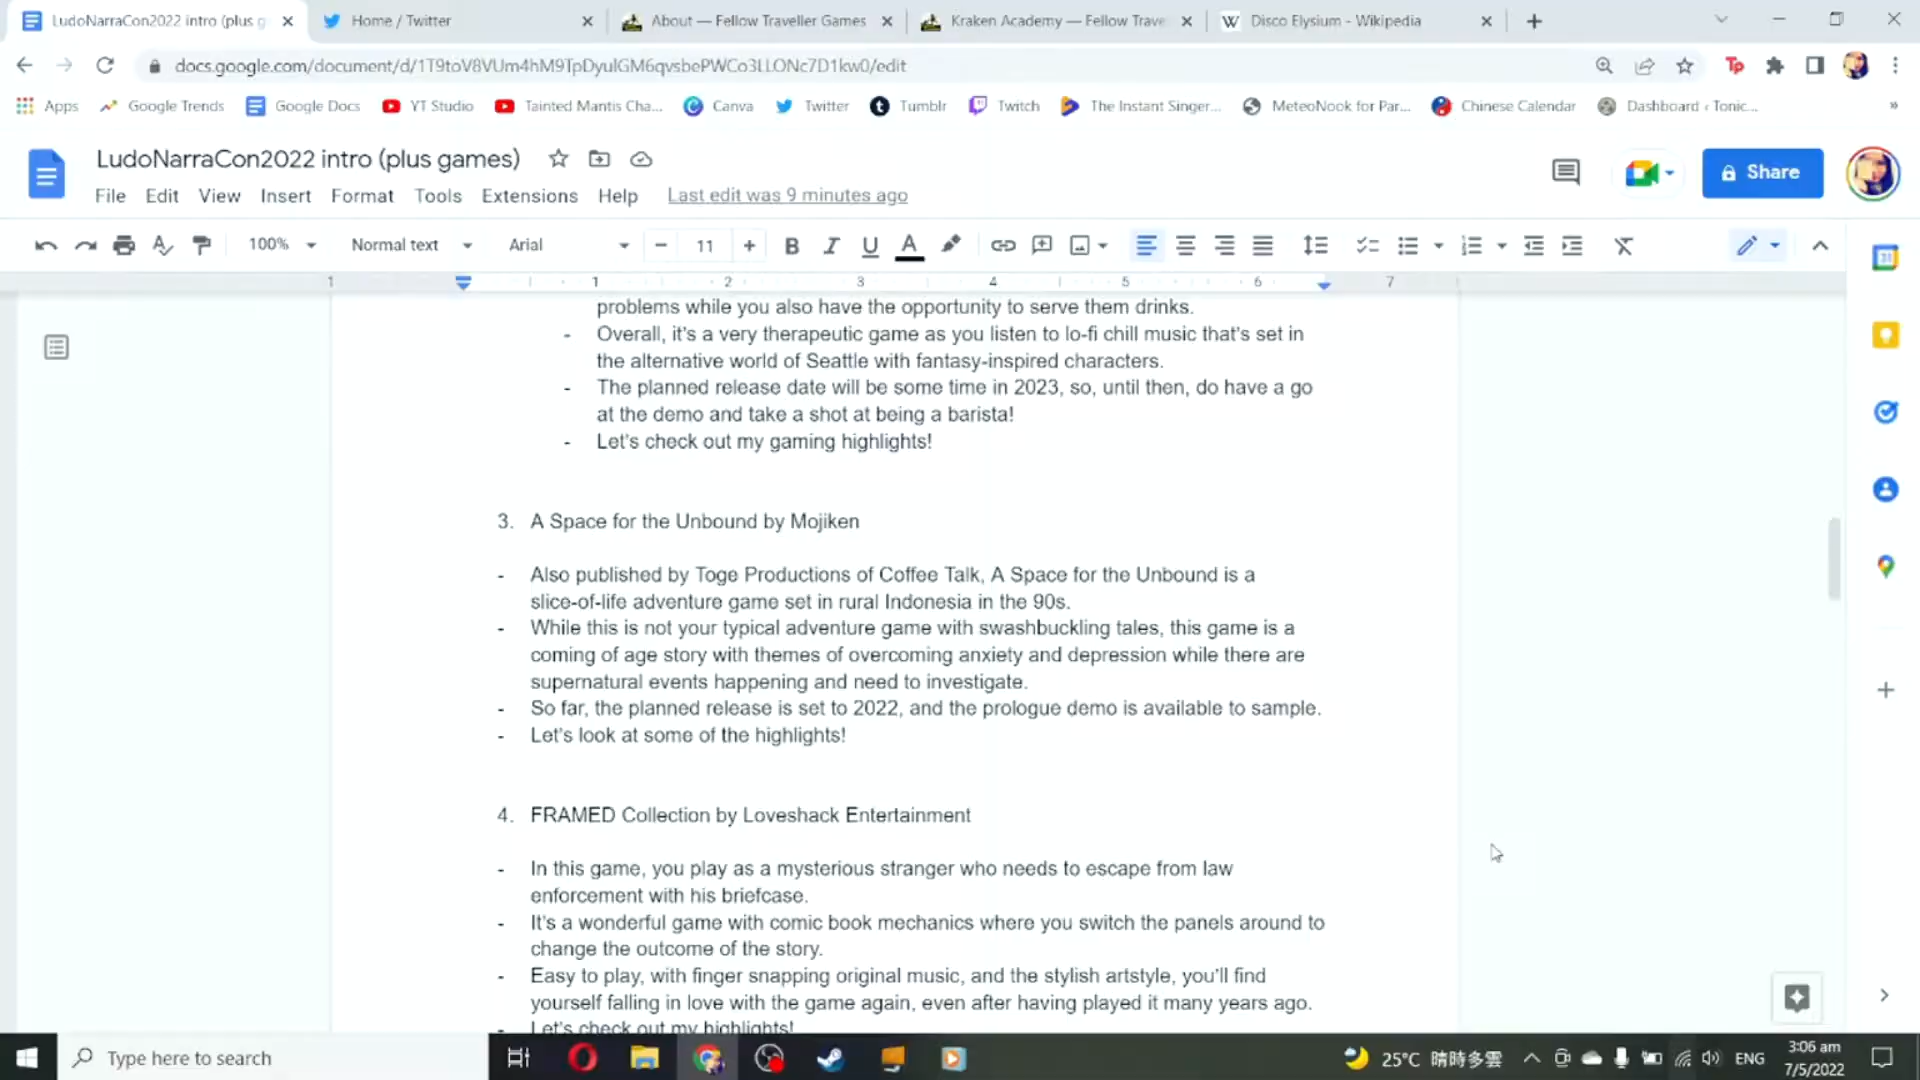 LudoNarraCon2022 intro (plus g
Home / Twitter
About — Fellow Traveller Games
Kraken Academy — Fellow Trave
Disco Elysium - Wikipedia
docs.google.com/document/d/1T9toV8VUm4hM9TpDyulGM6qvsbePWCo3LLONc7D1kw0/edit
Apps
Google Trends
Google Docs
YT Studio
Tainted Mantis Cha...
Canva
Twitter
Tumblr
Twitch
The Instant Singer...
MeteoNook for Par...
Chinese Calendar
Dashboard ‹ Tonic...
LudoNarraCon2022 intro (plus games)
Share
File Edit View Insert Format Tools Extensions Help Last edit was 9 minutes ago
100% Normal text Arial 11
1 1 2 3 4 5 6 7
problems while you also have the opportunity to serve them drinks.
- Overall, it's a very therapeutic game as you listen to lo-fi chill music that's set in
the alternative world of Seattle with fantasy-inspired characters.
- The planned release date will be some time in 2023, so, until then, do have a go
at the demo and take a shot at being a barista!
- Let's check out my gaming highlights!
3. A Space for the Unbound by Mojiken
- Also published by Toge Productions of Coffee Talk, A Space for the Unbound is a
slice-of-life adventure game set in rural Indonesia in the 90s.
- While this is not your typical adventure game with swashbuckling tales, this game is a
coming of age story with themes of overcoming anxiety and depression while there are
supernatural events happening and need to investigate.
- So far, the planned release is set to 2022, and the prologue demo is available to sample.
- Let's look at some of the highlights!
4. FRAMED Collection by Loveshack Entertainment
- In this game, you play as a mysterious stranger who needs to escape from law
enforcement with his briefcase.
- It's a wonderful game with comic book mechanics where you switch the panels around to
change the outcome of the story.
- Easy to play, with finger snapping original music, and the stylish artstyle, you'll find
yourself falling in love with the game again, even after having played it many years ago.
- Let's check out my highlights!
Type here to search
25°C 晴時多雲
ENG
3:06 am
7/5/2022